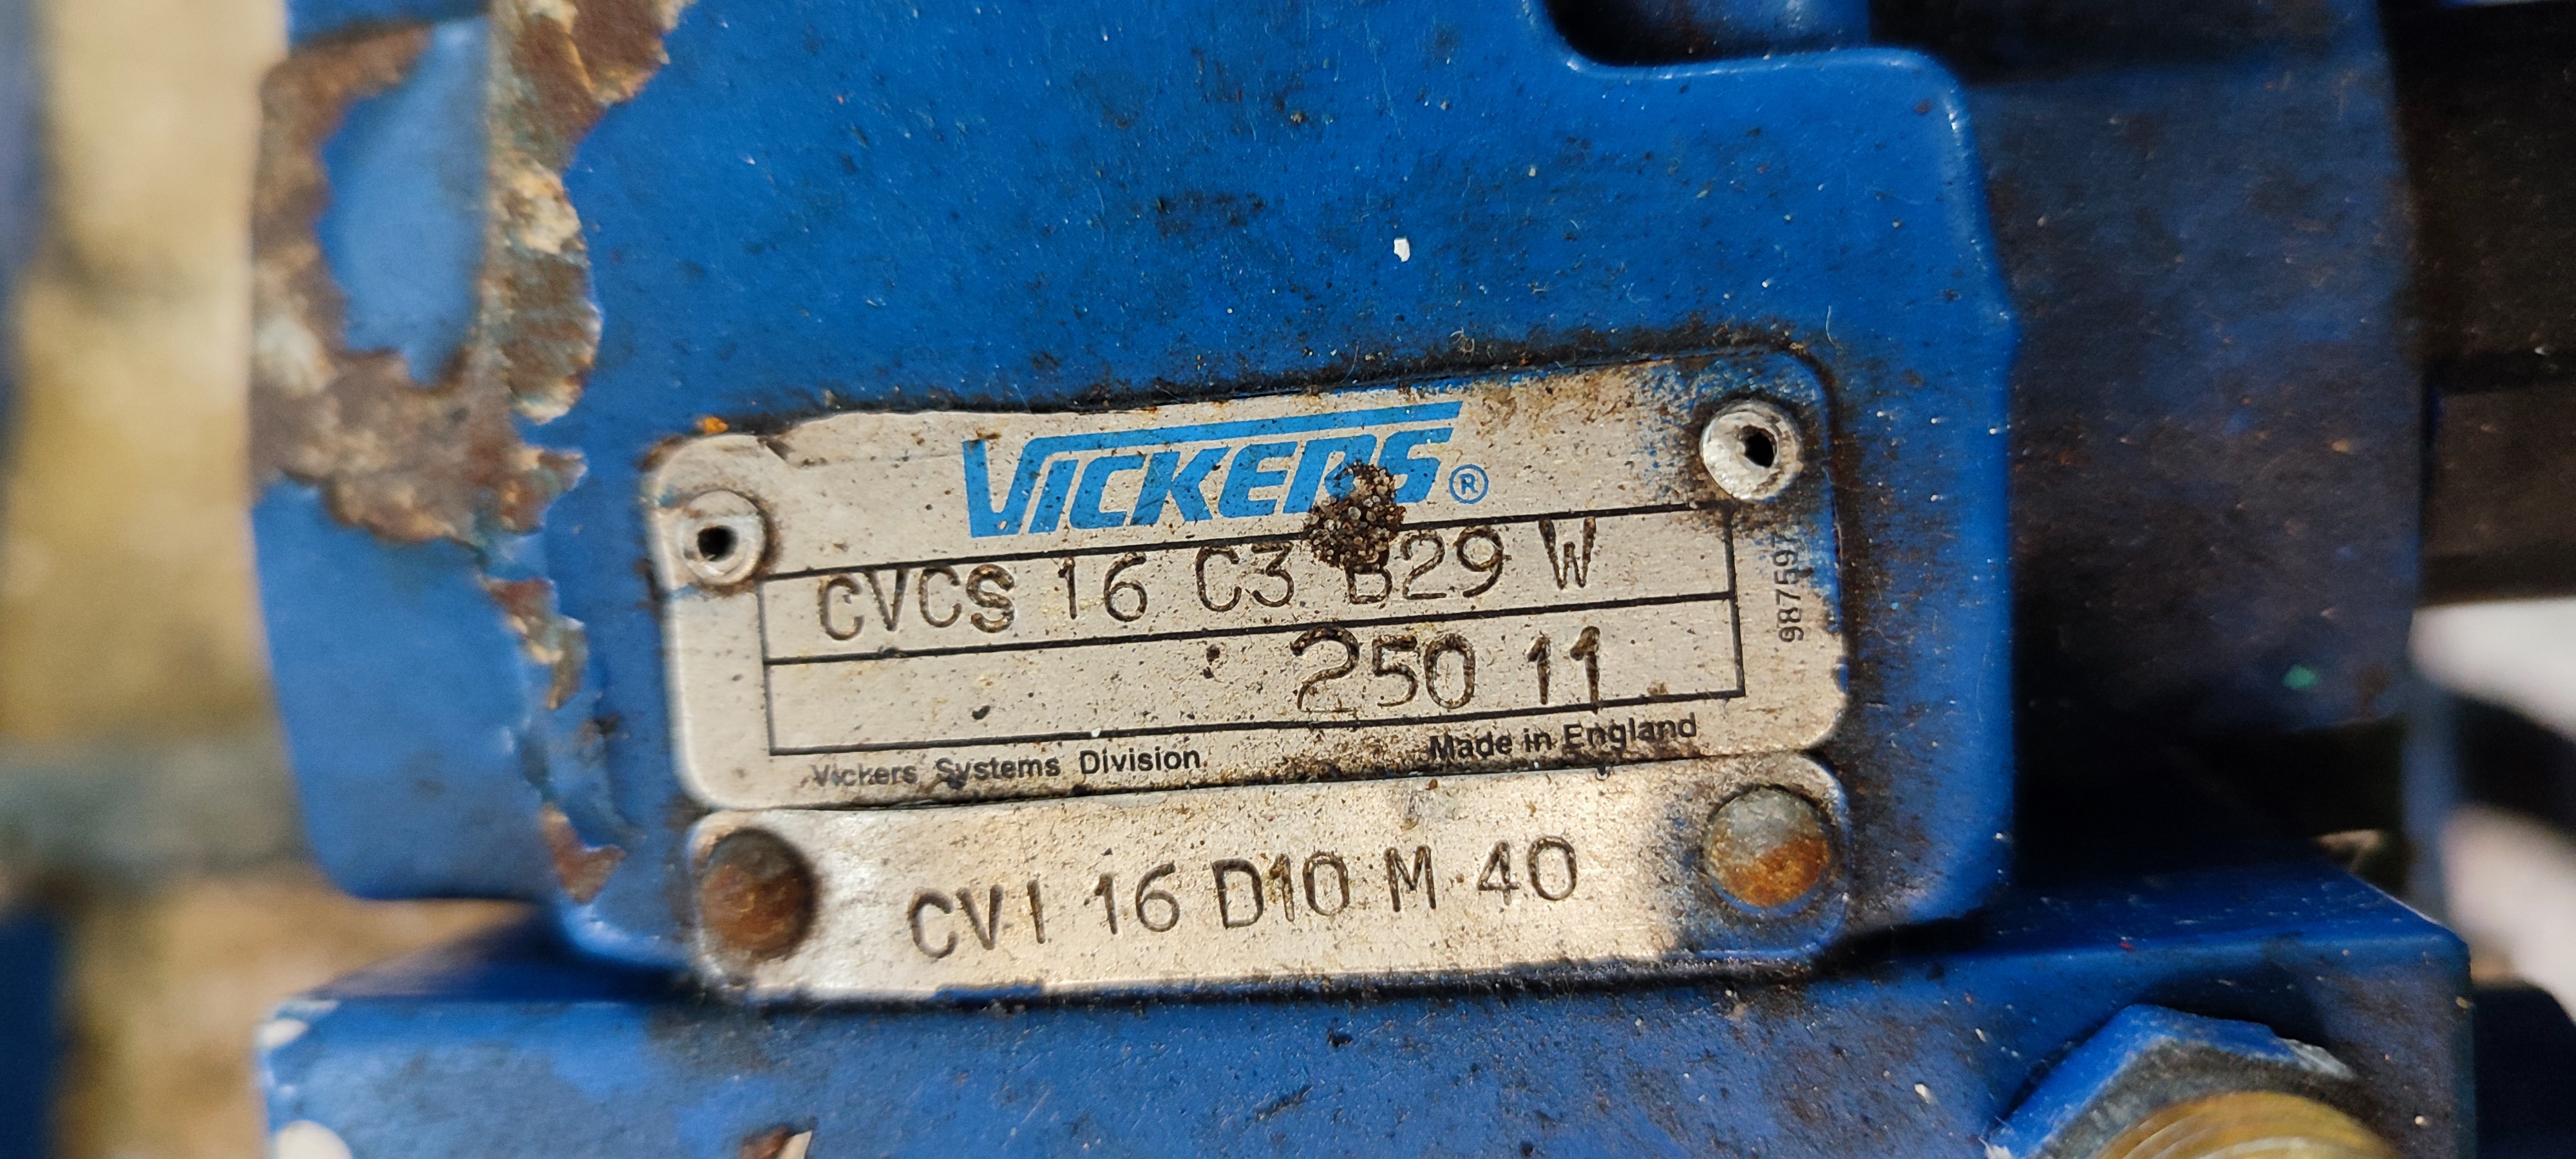 VICKERS®
CVCS 16 C3 B29 W
250 11
987597
Vickers Systems Division
Made in England
CVI 16 D10 M 40